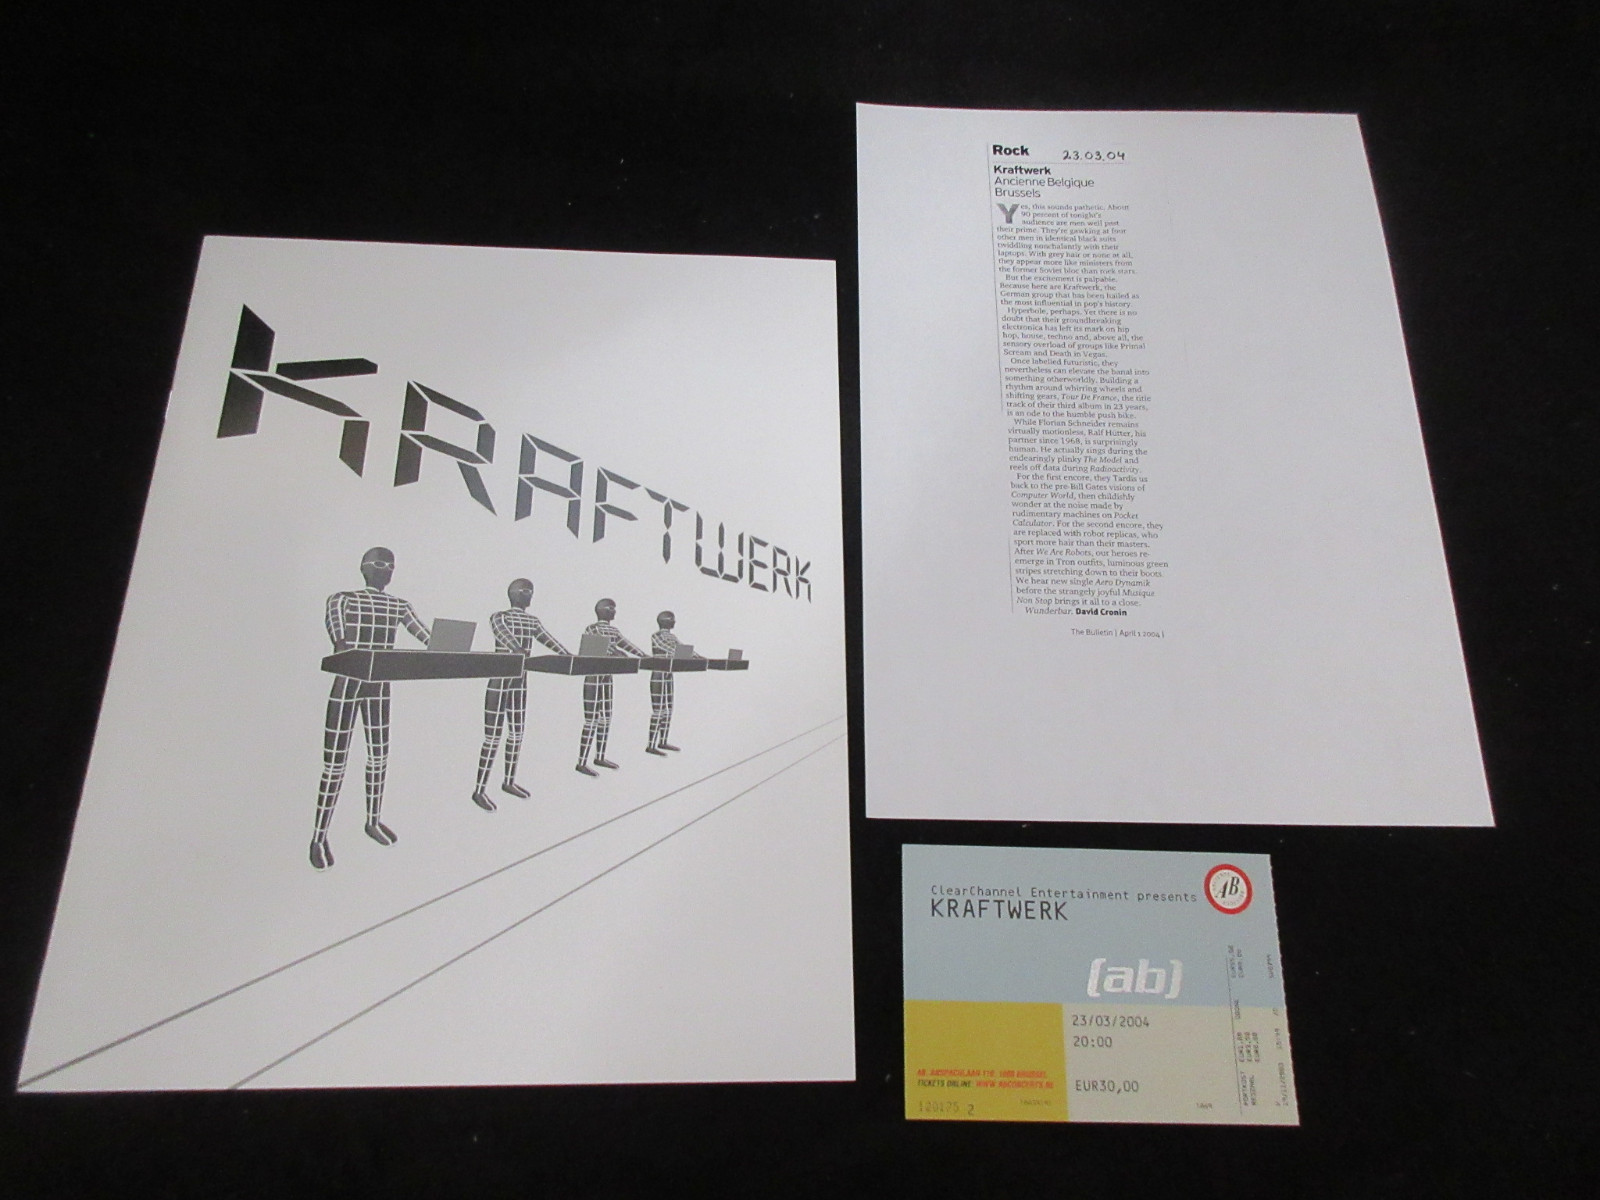 KRAFTWERK
Rock
23.03.04
Kraftwerk
Ancienne Belgique
Brussels
Yes, this sounds pathetic. About
90 percent of tonight's
audience are men well past
their prime. They're gawking at four
other men in identical black suits
twiddling nonchalantly with their
laptops. With grey hair or none at all,
they appear more like ministers from
the former Soviet bloc than rock stars.
But the excitement is palpable.
Because here are Kraftwerk, the
German group that has been hailed as
the most influential in pop's history.
Hyperbole, perhaps. Yet there is no
doubt that their groundbreaking
electronica has left its mark on hip
hop, house, techno and, above all, the
sensory overload of groups like Primal
Scream and Death in Vegas.
Once labelled futuristic, they
nevertheless can elevate the banal into
something otherworldly. Building a
rhythm around whirring wheels and
shifting gears, Tour De France, the title
track of their third album in 23 years,
is an ode to the humble push bike.
While Florian Schneider remains
virtually motionless, Ralf Hütter, his
partner since 1968, is surprisingly
human. He actually sings during the
endearingly plinky The Model and
reels off data during Radioactivity.
For the first encore, they Tardis us
back to the pre-Bill Gates visions of
Computer World, then childishly
wonder at the noise made by
rudimentary machines on Pocket
Calculator. For the second encore, they
are replaced with robot replicas, who
sport more hair than their masters.
After We Are Robots, our heroes re-
emerge in Tron outfits, luminous green
stripes stretching down to their boots.
We hear new single Aero Dynamik
before the strangely joyful Musique
Non Stop brings it all to a close.
Wunderbar. David Cronin
The Bulletin | April 1 2004 |
ClearChannel Entertainment presents
KRAFTWERK
AB
[ab]
23/03/2004
20:00
EUR30,00
AB, ANSPACHLAAN 110, 1000 BRUSSEL
TICKETS ONLINE: WWW.ABCONCERTS.BE
120175 2